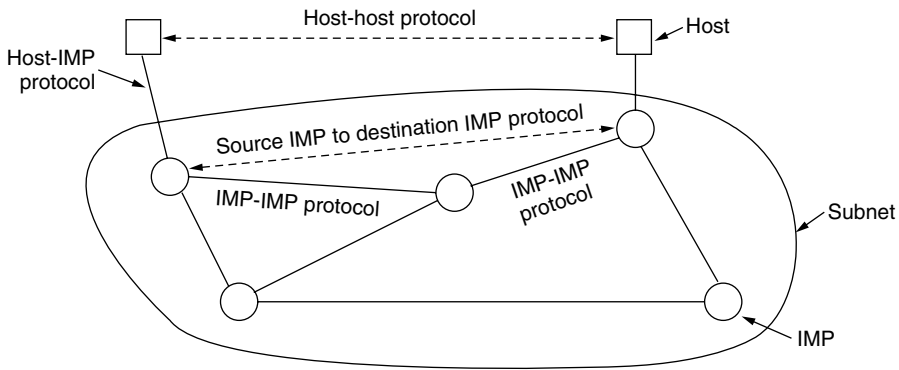 Host-host protocol
Host
Host-IMP
protocol
Source IMP to destination IMP protocol
IMP-IMP protocol
IMP-IMP
protocol
Subnet
IMP